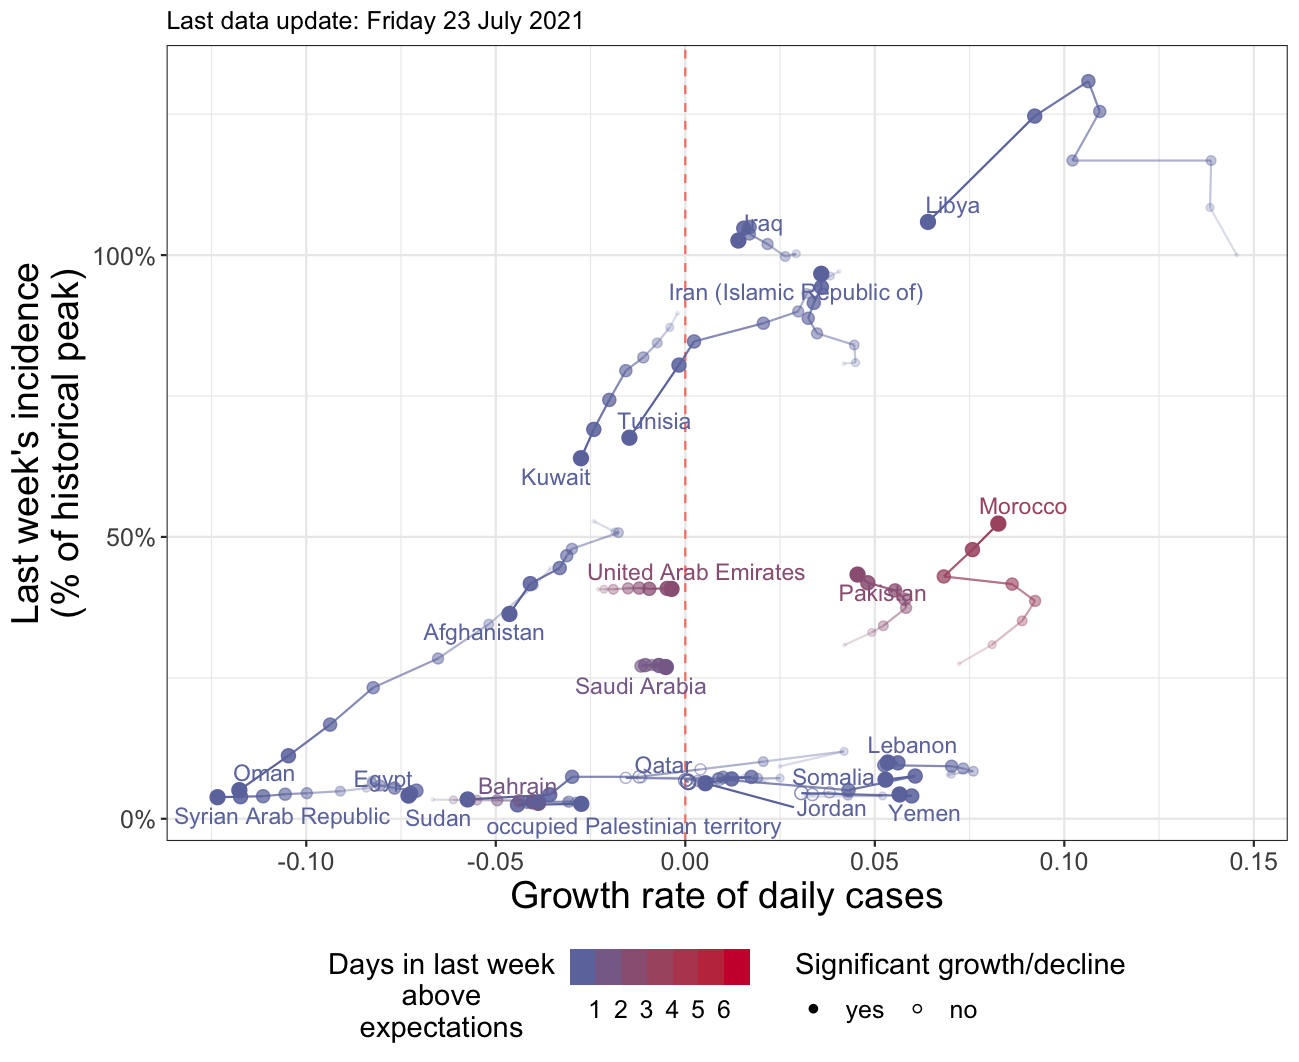 Last data update: Friday 23 July 2021
Last week's incidence
(% of historical peak)
100%
50%
0%
Libya
Iraq
Iran (Islamic Republic of)
Tunisia
Kuwait
Morocco
United Arab Emirates
Pakistan
Afghanistan
Saudi Arabia
Lebanon
Qatar
Oman
Egypt
Bahrain
Somalia
Syrian Arab Republic
Sudan
Jordan
Yemen
occupied Palestinian territory
-0.10
-0.05
0.00
0.05
0.10
0.15
Growth rate of daily cases
Days in last week
above
expectations
1 2 3 4 5 6
Significant growth/decline
yes
no